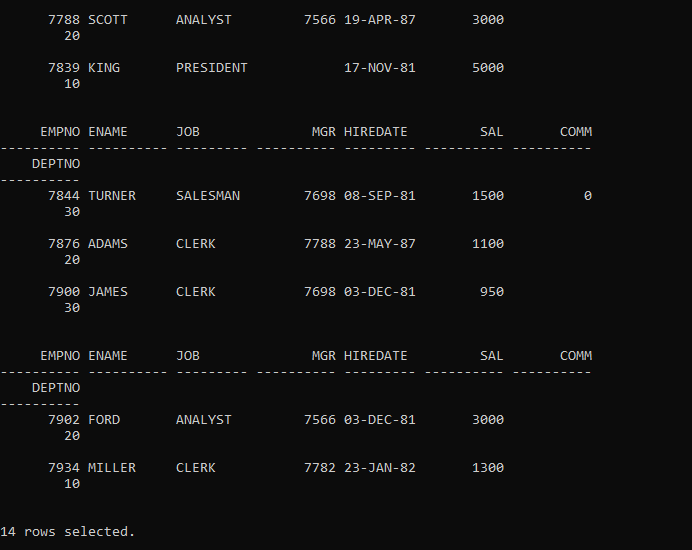 7788 SCOTT      ANALYST         7566 19-APR-87       3000
        20

      7839 KING       PRESIDENT            17-NOV-81       5000
        10


     EMPNO ENAME      JOB              MGR HIREDATE         SAL       COMM
---------- ---------- --------- ---------- --------- ---------- ----------
    DEPTNO
----------
      7844 TURNER     SALESMAN        7698 08-SEP-81       1500          0
        30

      7876 ADAMS      CLERK           7788 23-MAY-87       1100
        20

      7900 JAMES      CLERK           7698 03-DEC-81        950
        30


     EMPNO ENAME      JOB              MGR HIREDATE         SAL       COMM
---------- ---------- --------- ---------- --------- ---------- ----------
    DEPTNO
----------
      7902 FORD       ANALYST         7566 03-DEC-81       3000
        20

      7934 MILLER     CLERK           7782 23-JAN-82       1300
        10


14 rows selected.